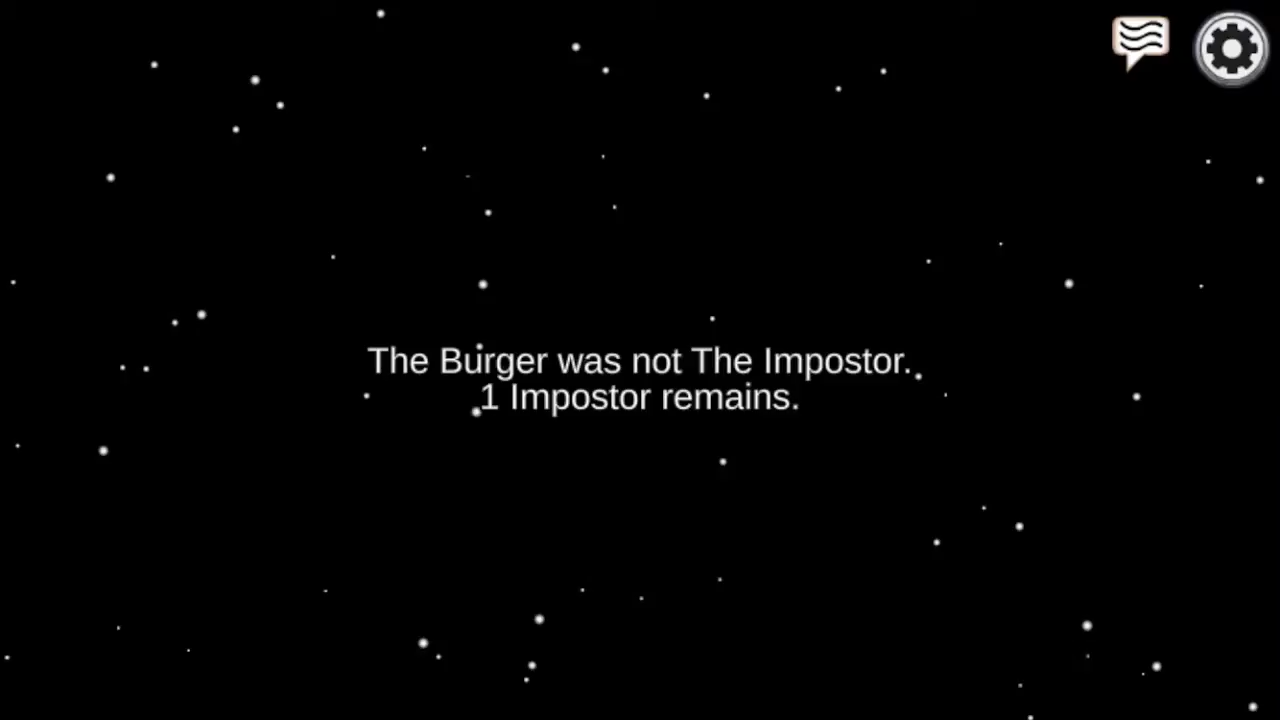 The Burger was not The Impostor.
1 Impostor remains.